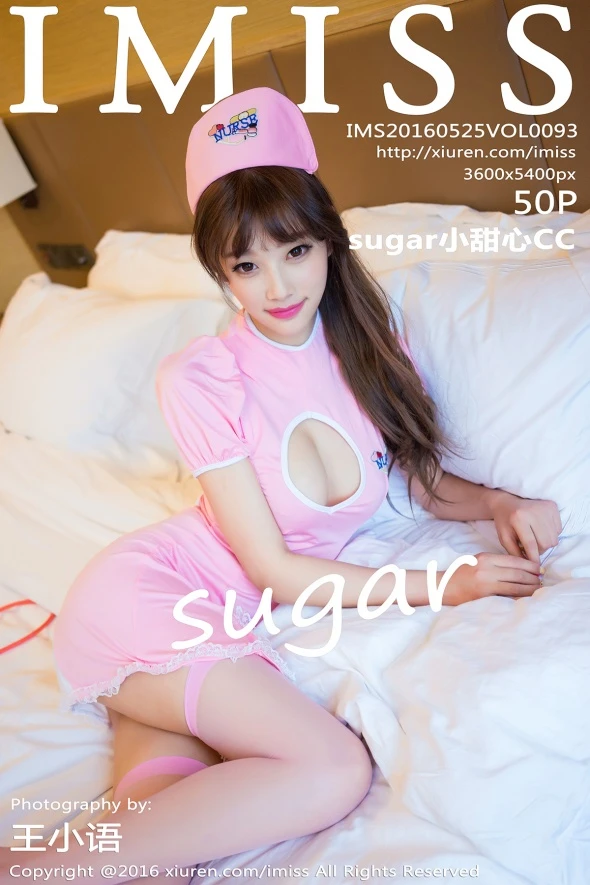 IMISS
IMS20160525VOL0093
http://xiuren.com/imiss
3600x5400px
50P
sugar小甜心CC
NURSE
sugar
Photography by:
王小语
Copyright @2016 xiuren.com/imiss All Rights Reserved